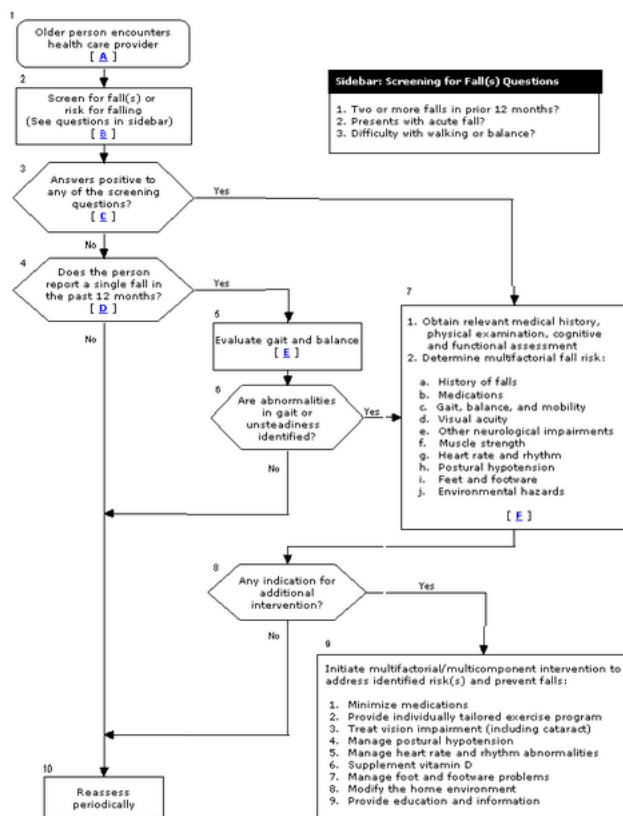 1
Older person encounters
health care provider
[ A ]
2
Screen for fall(s) or
risk for falling
(See questions in sidebar)
[ B ]
Sidebar: Screening for Fall(s) Questions
1. Two or more falls in prior 12 months?
2. Presents with acute fall?
3. Difficulty with walking or balance?
3
Answers positive to
any of the screening
questions?
[ C ]
Yes
No
4
Does the person
report a single fall in
the past 12 months?
[ D ]
Yes
No
5
Evaluate gait and balance
[ E ]
6
Are abnormalities
in gait or
unsteadiness
identified?
Yes
No
7
1. Obtain relevant medical history,
physical examination, cognitive
and functional assessment
2. Determine multifactorial fall risk:
a. History of falls
b. Medications
c. Gait, balance, and mobility
d. Visual acuity
e. Other neurological impairments
f. Muscle strength
g. Heart rate and rhythm
h. Postural hypotension
i. Feet and footware
j. Environmental hazards
[ F ]
8
Any indication for
additional
intervention?
Yes
No
9
Initiate multifactorial/multicomponent intervention to
address identified risk(s) and prevent falls:
1. Minimize medications
2. Provide individually tailored exercise program
3. Treat vision impairment (including cataract)
4. Manage postural hypotension
5. Manage heart rate and rhythm abnormalities
6. Supplement vitamin D
7. Manage foot and footware problems
8. Modify the home environment
9. Provide education and information
10
Reassess
periodically